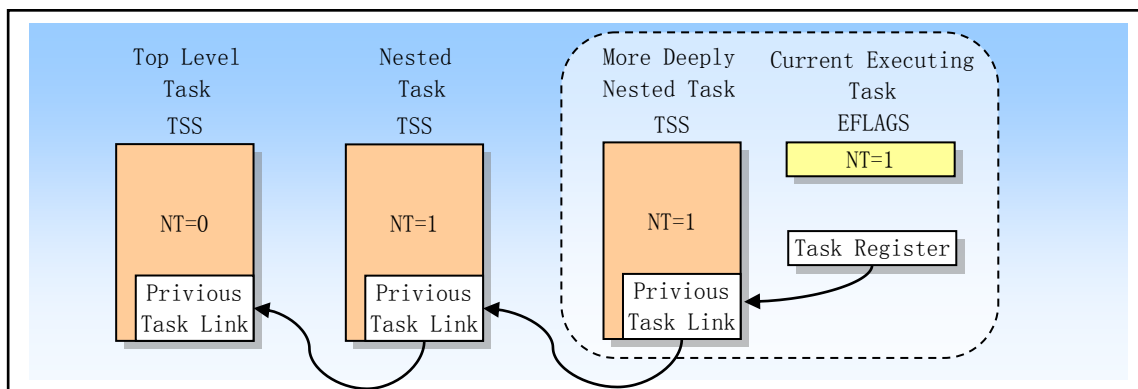 Top Level
Task
TSS
NT=0
Privious
Task Link
Nested
Task
TSS
NT=1
Privious
Task Link
More Deeply
Nested Task
TSS
NT=1
Privious
Task Link
Current Executing
Task
EFLAGS
NT=1
Task Register